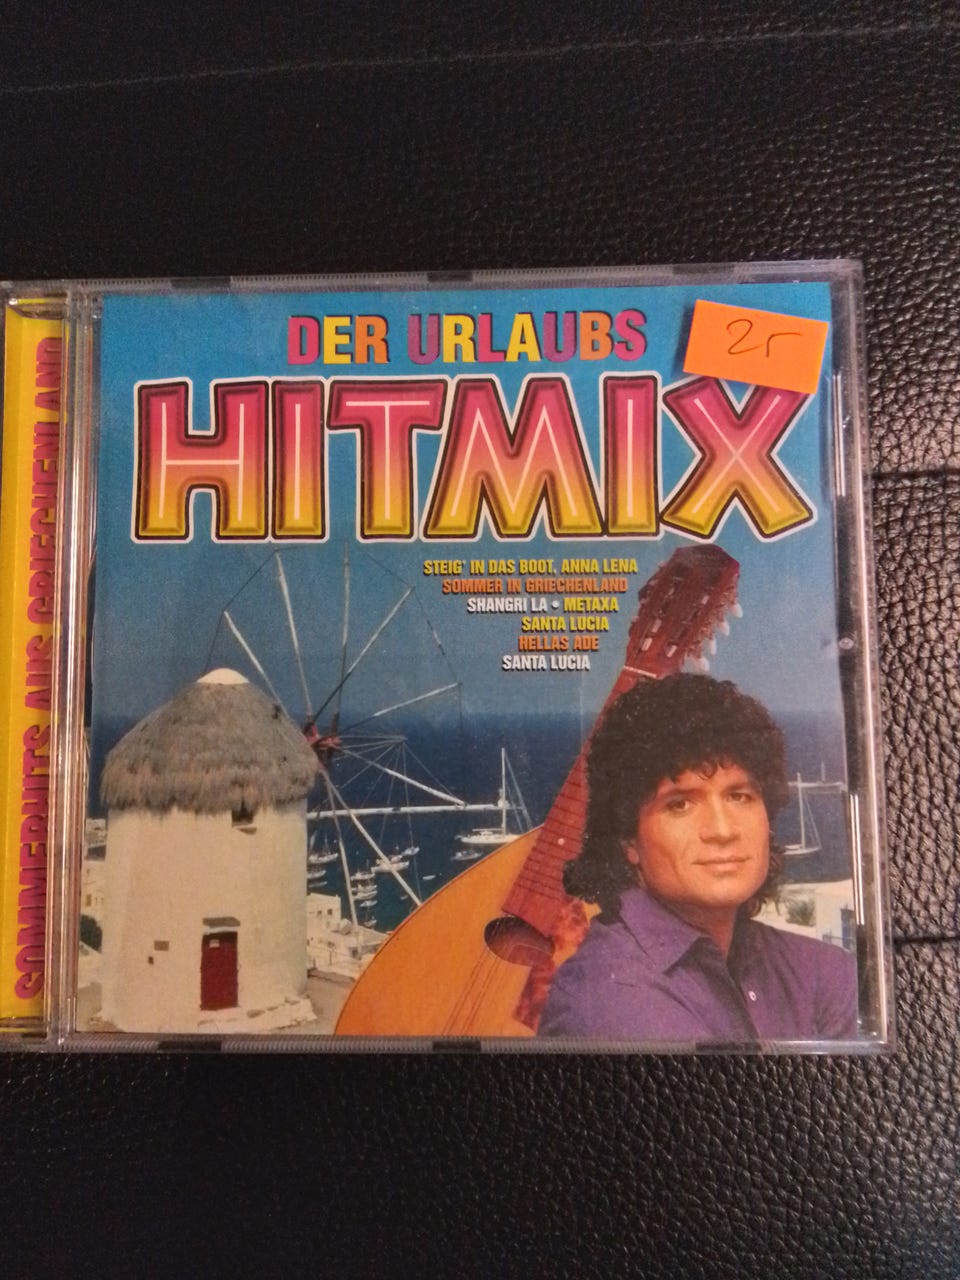 DER URLAUBS
HITMIX
STEIG' IN DAS BOOT, ANNA LENA
SOMMER IN GRIECHENLAND
SHANGRI LA • METAXA
SANTA LUCIA
HELLAS ADE
SANTA LUCIA
SOMMERHITS AUS GRIECHENLAND